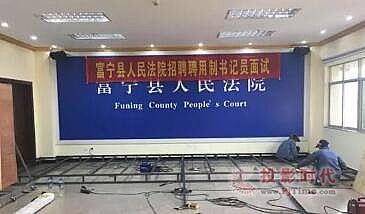 富宁县人民法院招聘聘用制书记员面试
富宁县人民法院
Funing County People's Court
投影时代